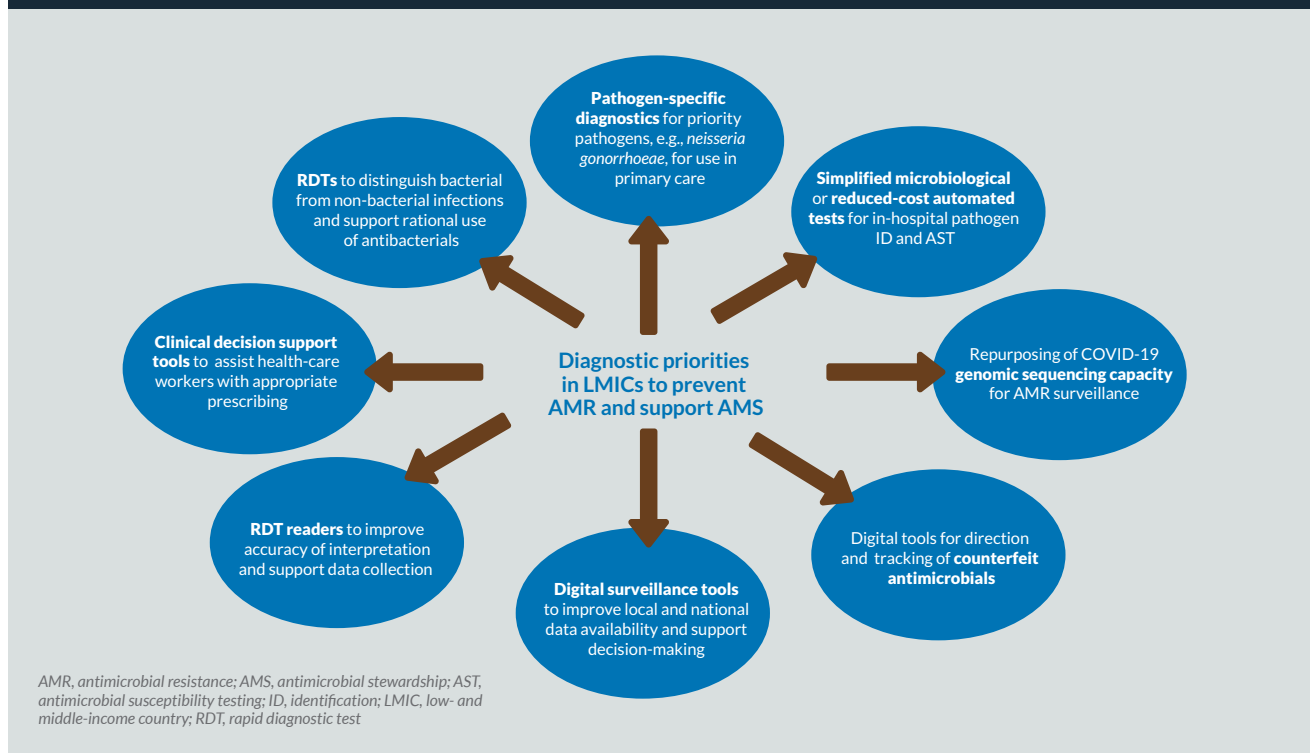 Pathogen-specific
diagnostics for priority
pathogens, e.g., neisseria
gonorrhoeae, for use in
primary care
Simplified microbiological
or reduced-cost automated
tests for in-hospital pathogen
ID and AST
Repurposing of COVID-19
genomic sequencing capacity
for AMR surveillance
Digital tools for direction
and tracking of counterfeit
antimicrobials
Digital surveillance tools
to improve local and national
data availability and support
decision-making
RDT readers to improve
accuracy of interpretation
and support data collection
Clinical decision support
tools to assist health-care
workers with appropriate
prescribing
RDTs to distinguish bacterial
from non-bacterial infections
and support rational use
of antibacterials
Diagnostic priorities
in LMICs to prevent
AMR and support AMS
AMR, antimicrobial resistance; AMS, antimicrobial stewardship; AST,
antimicrobial susceptibility testing; ID, identification; LMIC, low- and
middle-income country; RDT, rapid diagnostic test